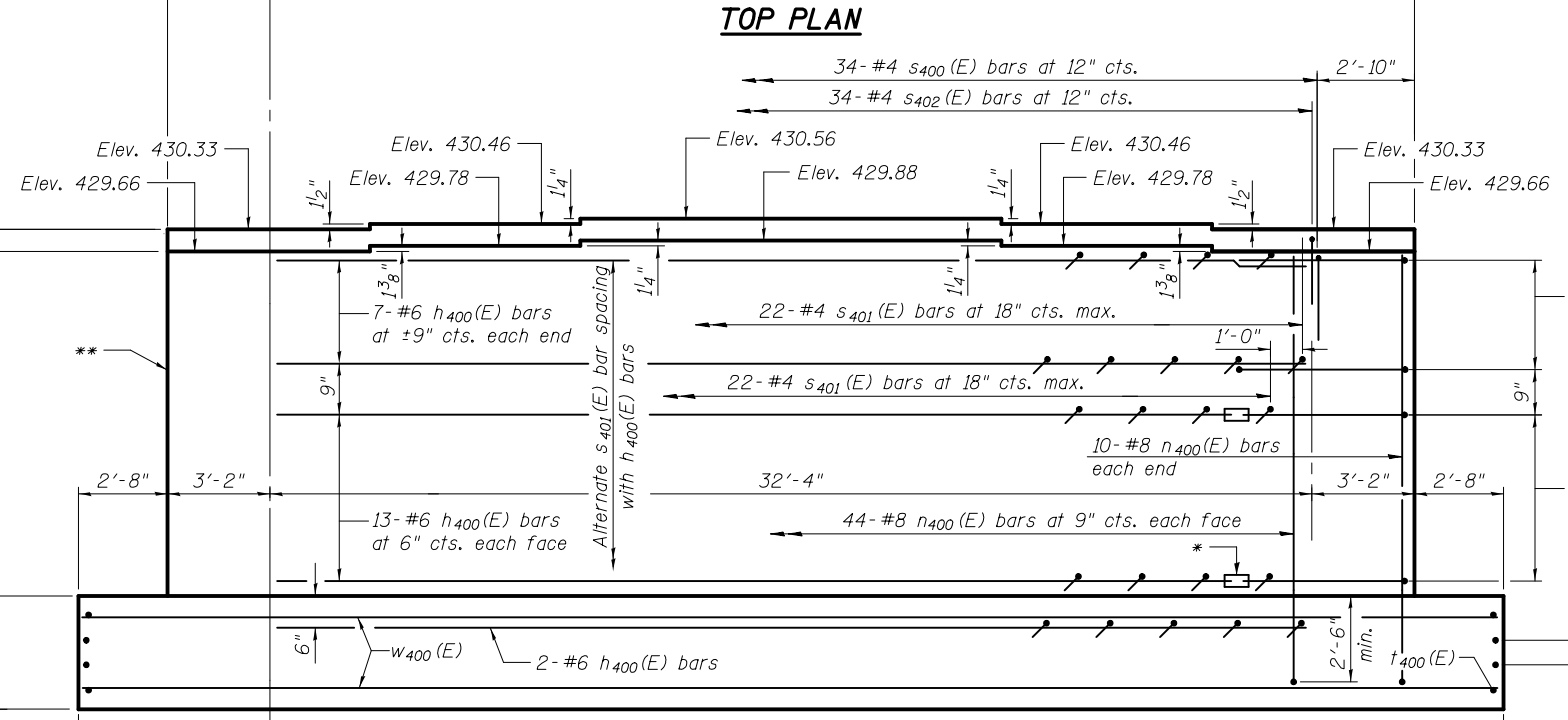 TOP PLAN
34-#4 s400(E) bars at 12" cts.
2'-10"
34-#4 s402(E) bars at 12" cts.
Elev. 430.33
Elev. 430.46
Elev. 430.56
Elev. 430.46
Elev. 430.33
Elev. 429.66
Elev. 429.78
Elev. 429.88
Elev. 429.78
Elev. 429.66
1½"
1¼"
1¼"
1½"
1⅜"
1¼"
1¼"
1⅜"
7-#6 h400(E) bars
at ±9" cts. each end
22-#4 s401(E) bars at 18" cts. max.
1'-0"
**
9"
22-#4 s401(E) bars at 18" cts. max.
9"
Alternate s401(E) bar spacing
with h400(E) bars
10-#8 n400(E) bars
each end
2'-8"
3'-2"
32'-4"
3'-2"
2'-8"
13-#6 h400(E) bars
at 6" cts. each face
44-#8 n400(E) bars at 9" cts. each face
*
6"
w400(E)
2-#6 h400(E) bars
2'-6"
min.
t400(E)